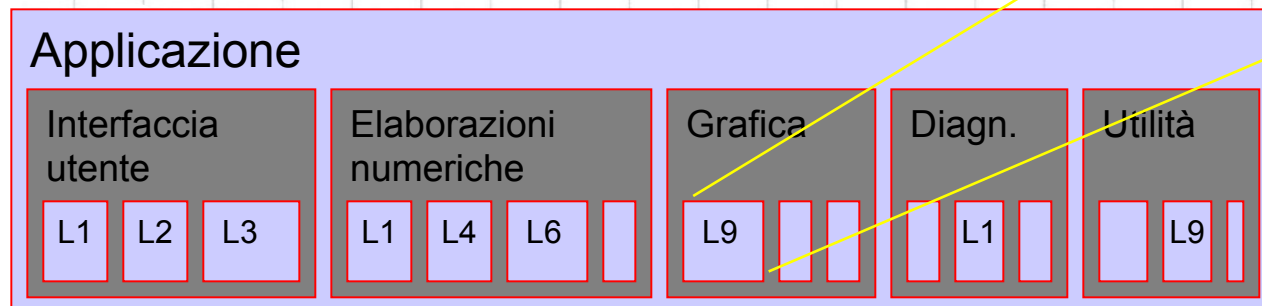 Applicazione
Interfaccia
utente
L1 L2 L3
Elaborazioni
numeriche
L1 L4 L6
Grafica
L9
Diagn.
L1
Utilità
L9